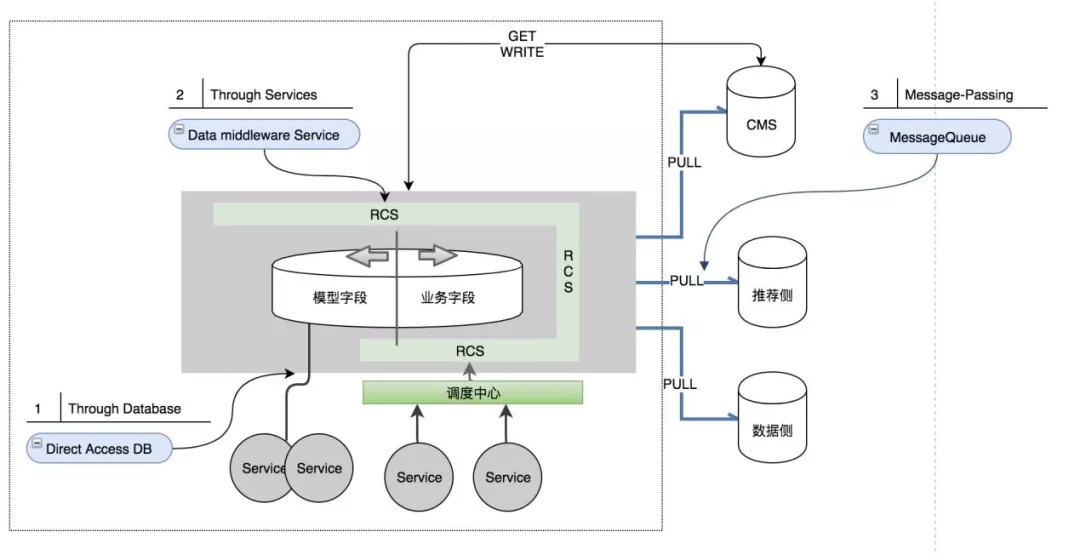 GET
WRITE
2 Through Services
Data middleware Service
CMS
3 Message-Passing
MessageQueue
PULL
RCS
R
C
S
模型字段
业务字段
PULL
推荐侧
RCS
PULL
调度中心
1 Through Database
Direct Access DB
数据侧
Service
Service
Service
Service